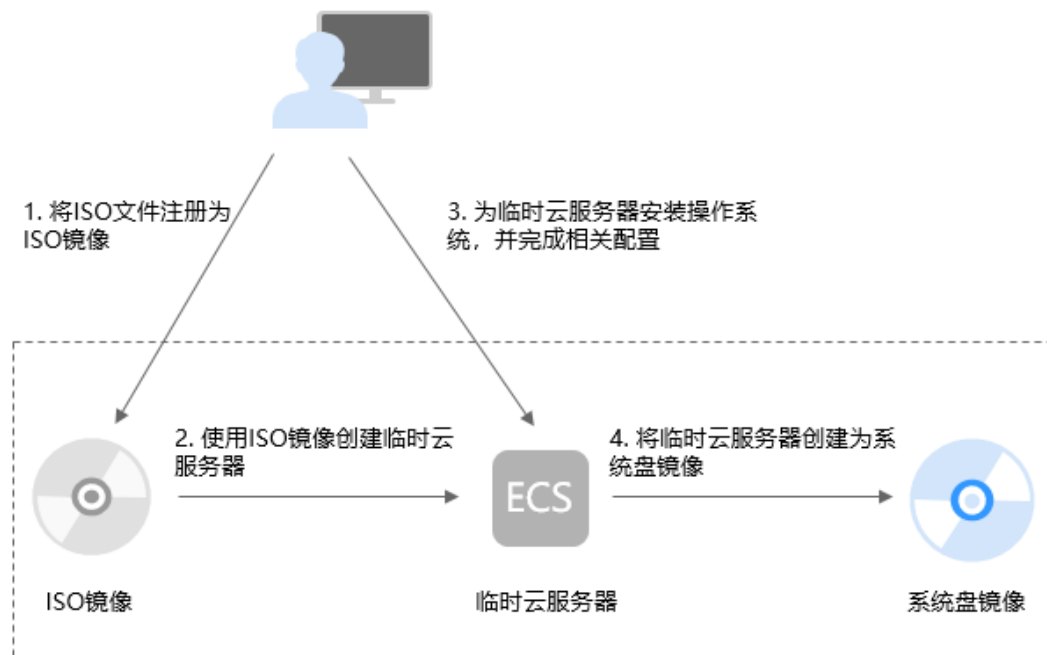 1. 将ISO文件注册为
ISO镜像
3. 为临时云服务器安装操作系
统，并完成相关配置
2. 使用ISO镜像创建临时云
服务器
4. 将临时云服务器创建为系
统盘镜像
ECS
ISO镜像
临时云服务器
系统盘镜像